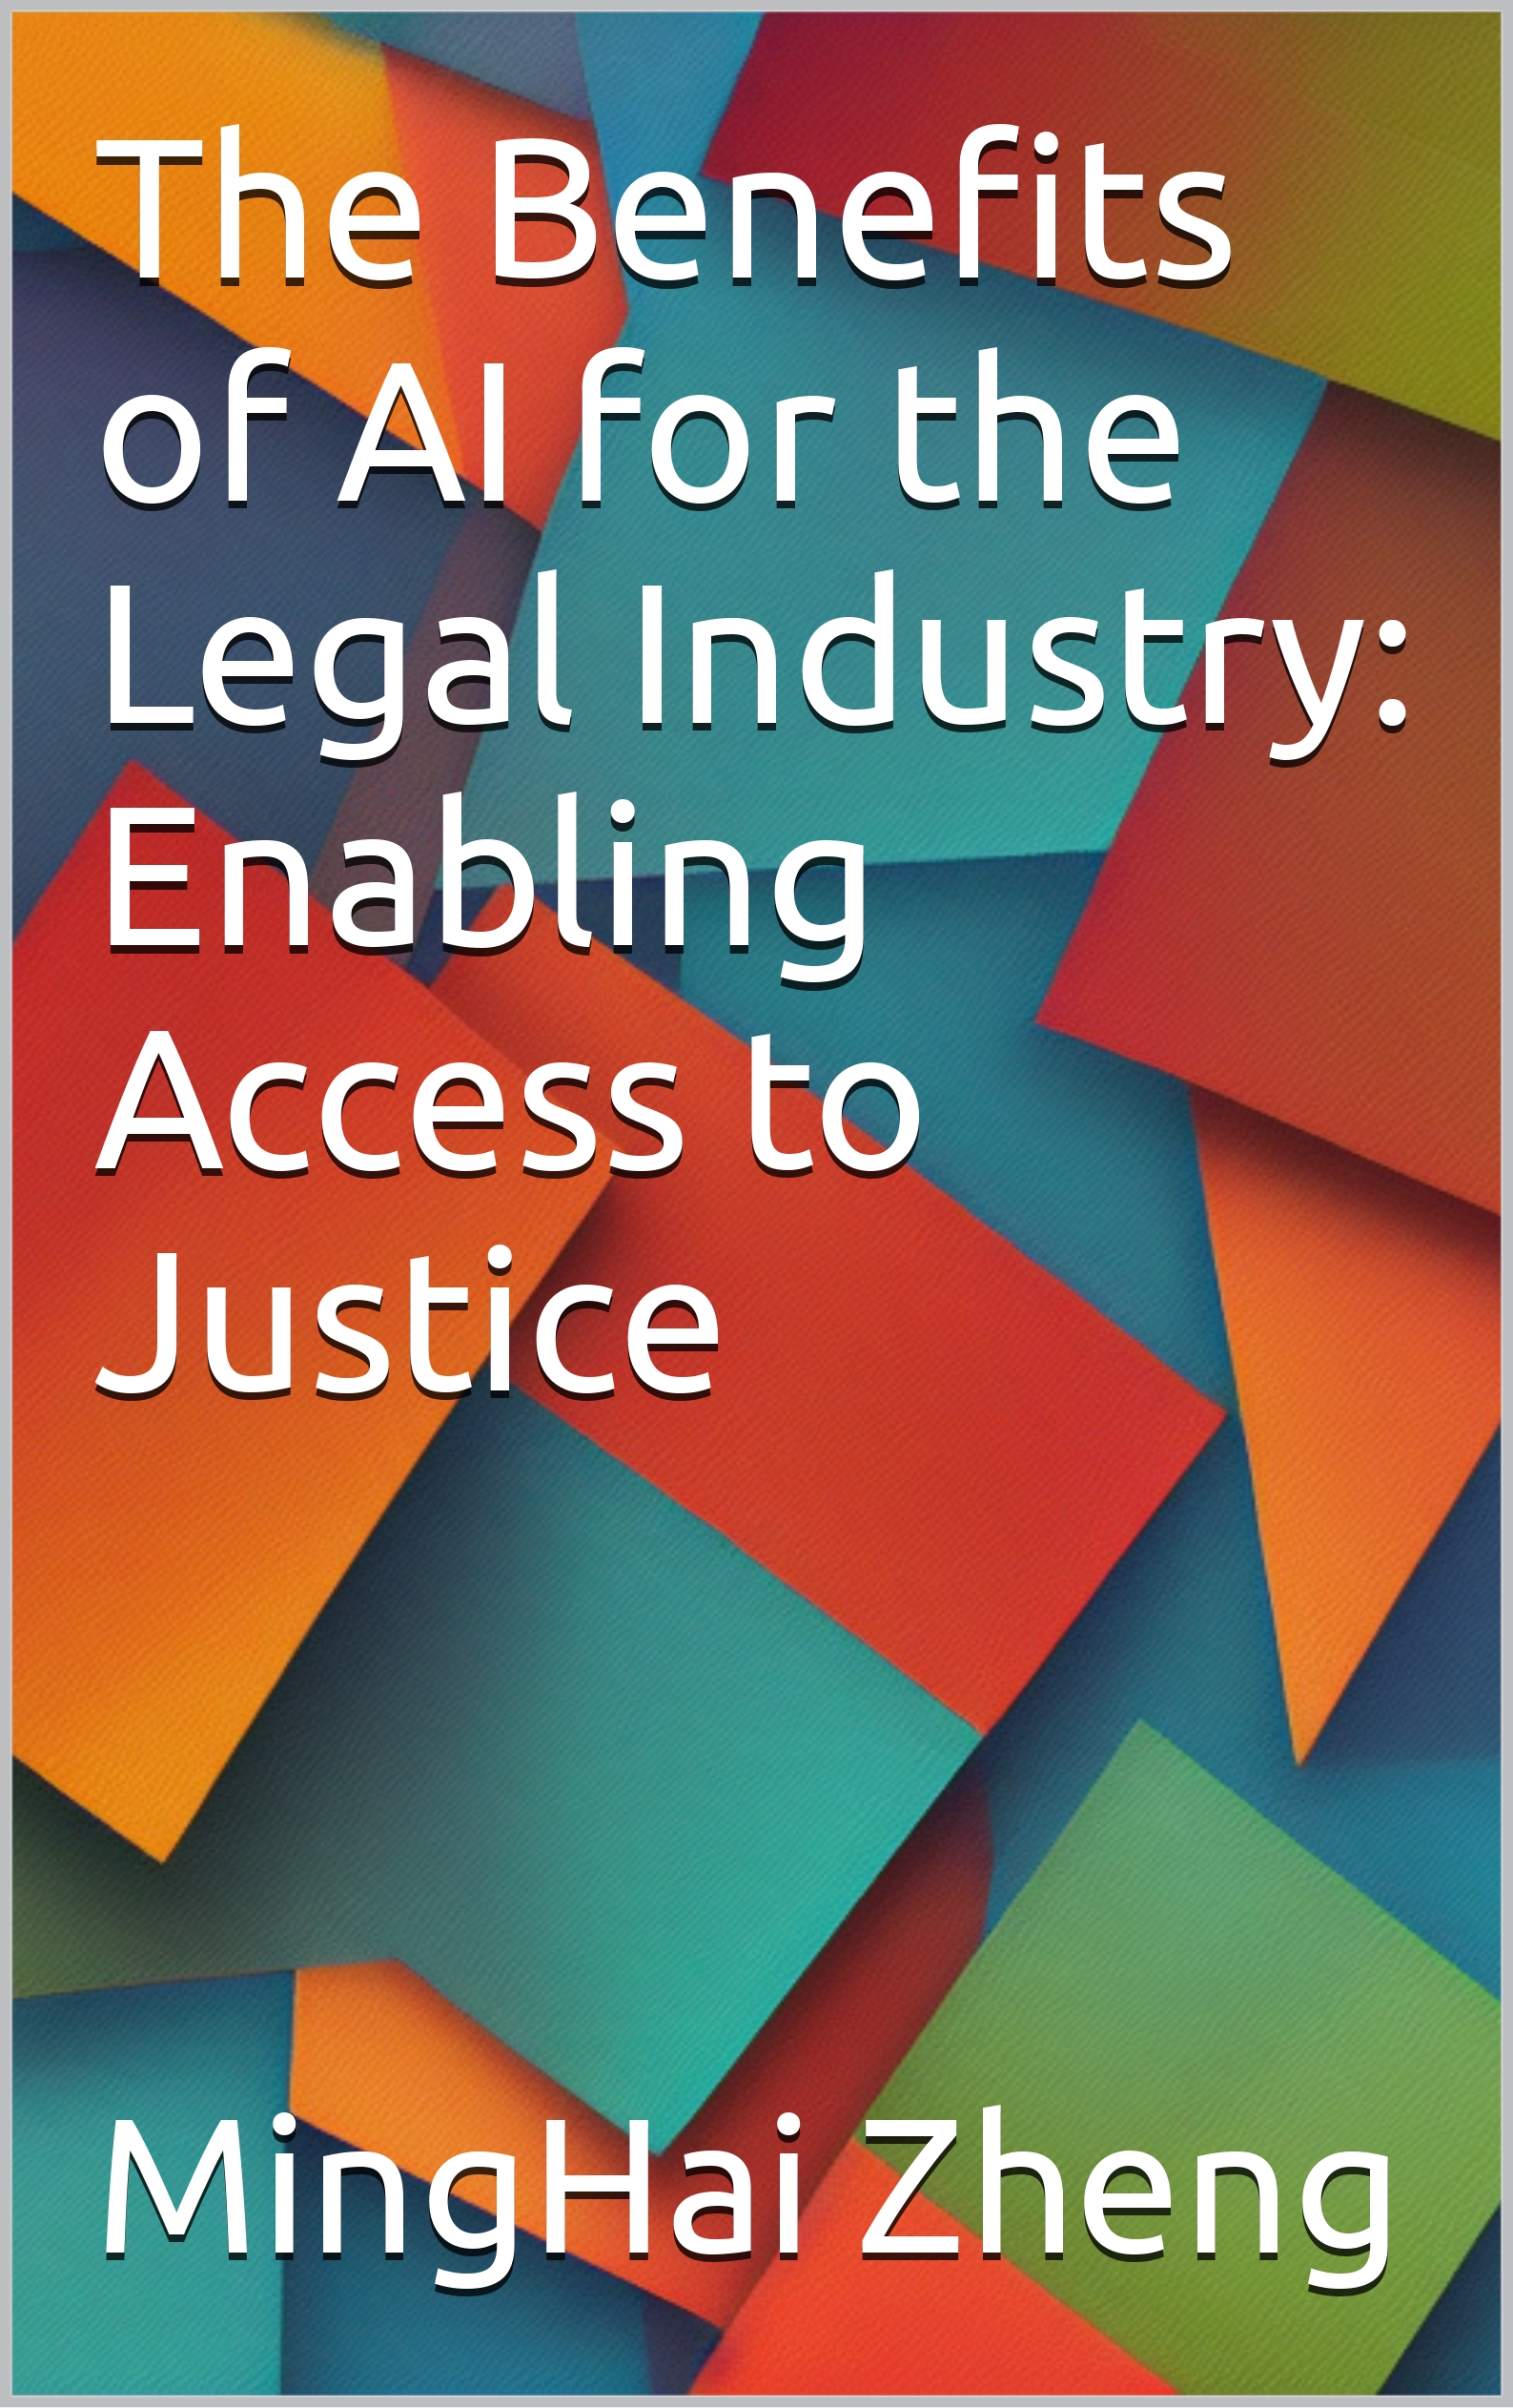 The Benefits
of AI for the
Legal Industry:
Enabling
Access to
Justice
MingHai Zheng